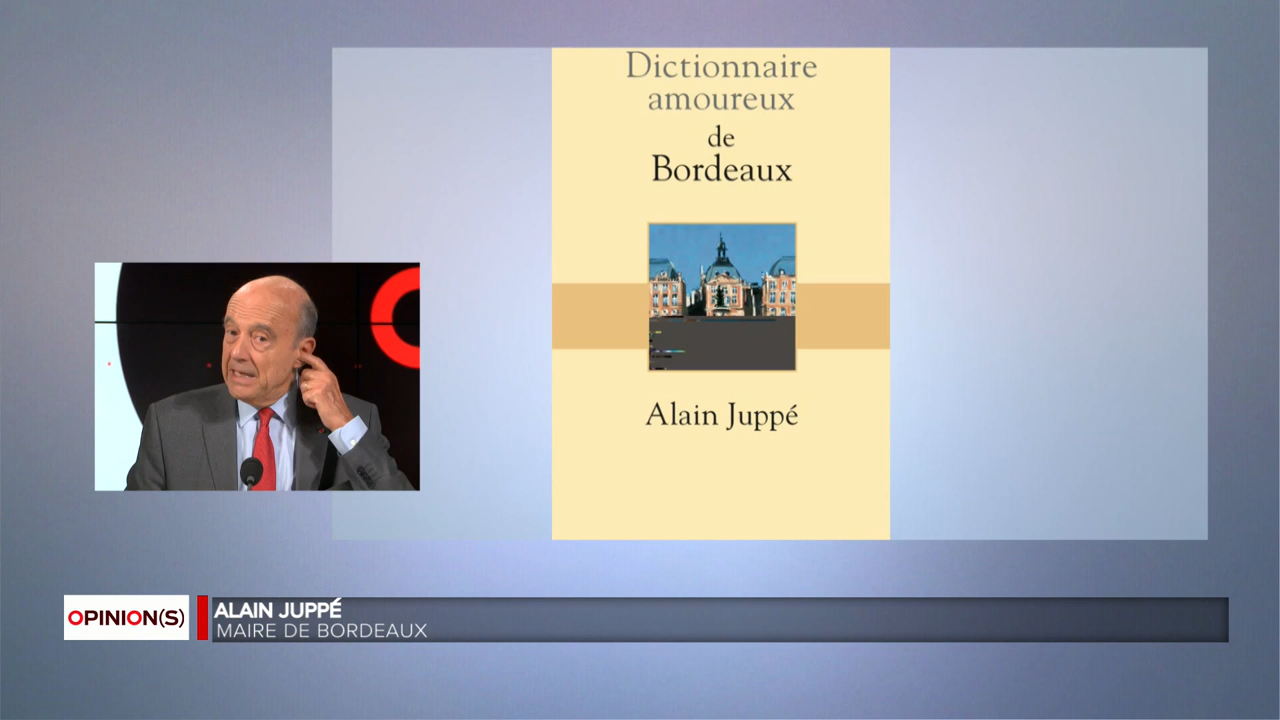 Dictionnaire
amoureux
de
Bordeaux
Alain Juppé
OPINION(S)
ALAIN JUPPÉ
MAIRE DE BORDEAUX